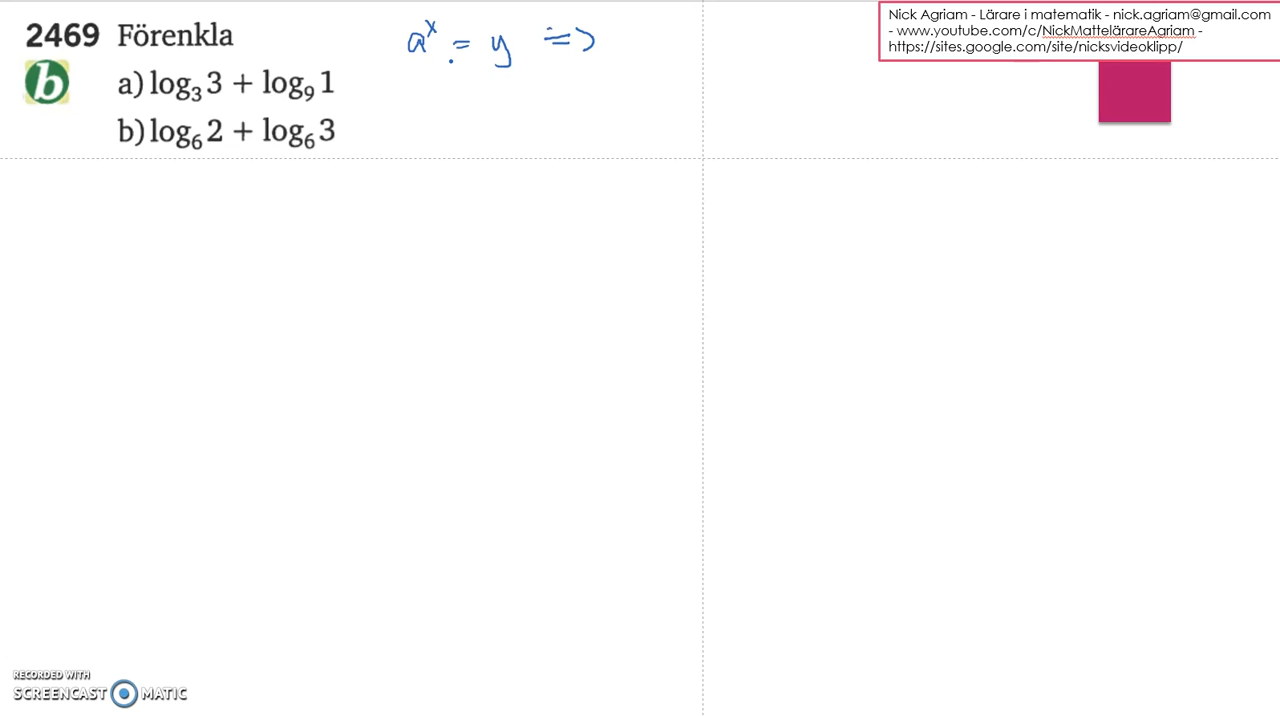 2469 Förenkla
a) log₃ 3 + log₉ 1
b
b) log₆ 2 + log₆ 3
aˣ = y =>
Nick Agriam - Lärare i matematik - nick.agriam@gmail.com
- www.youtube.com/c/NickMattelärareAgriam -
https://sites.google.com/site/nicksvideoklipp/
RECORDED WITH
SCREENCAST MATIC